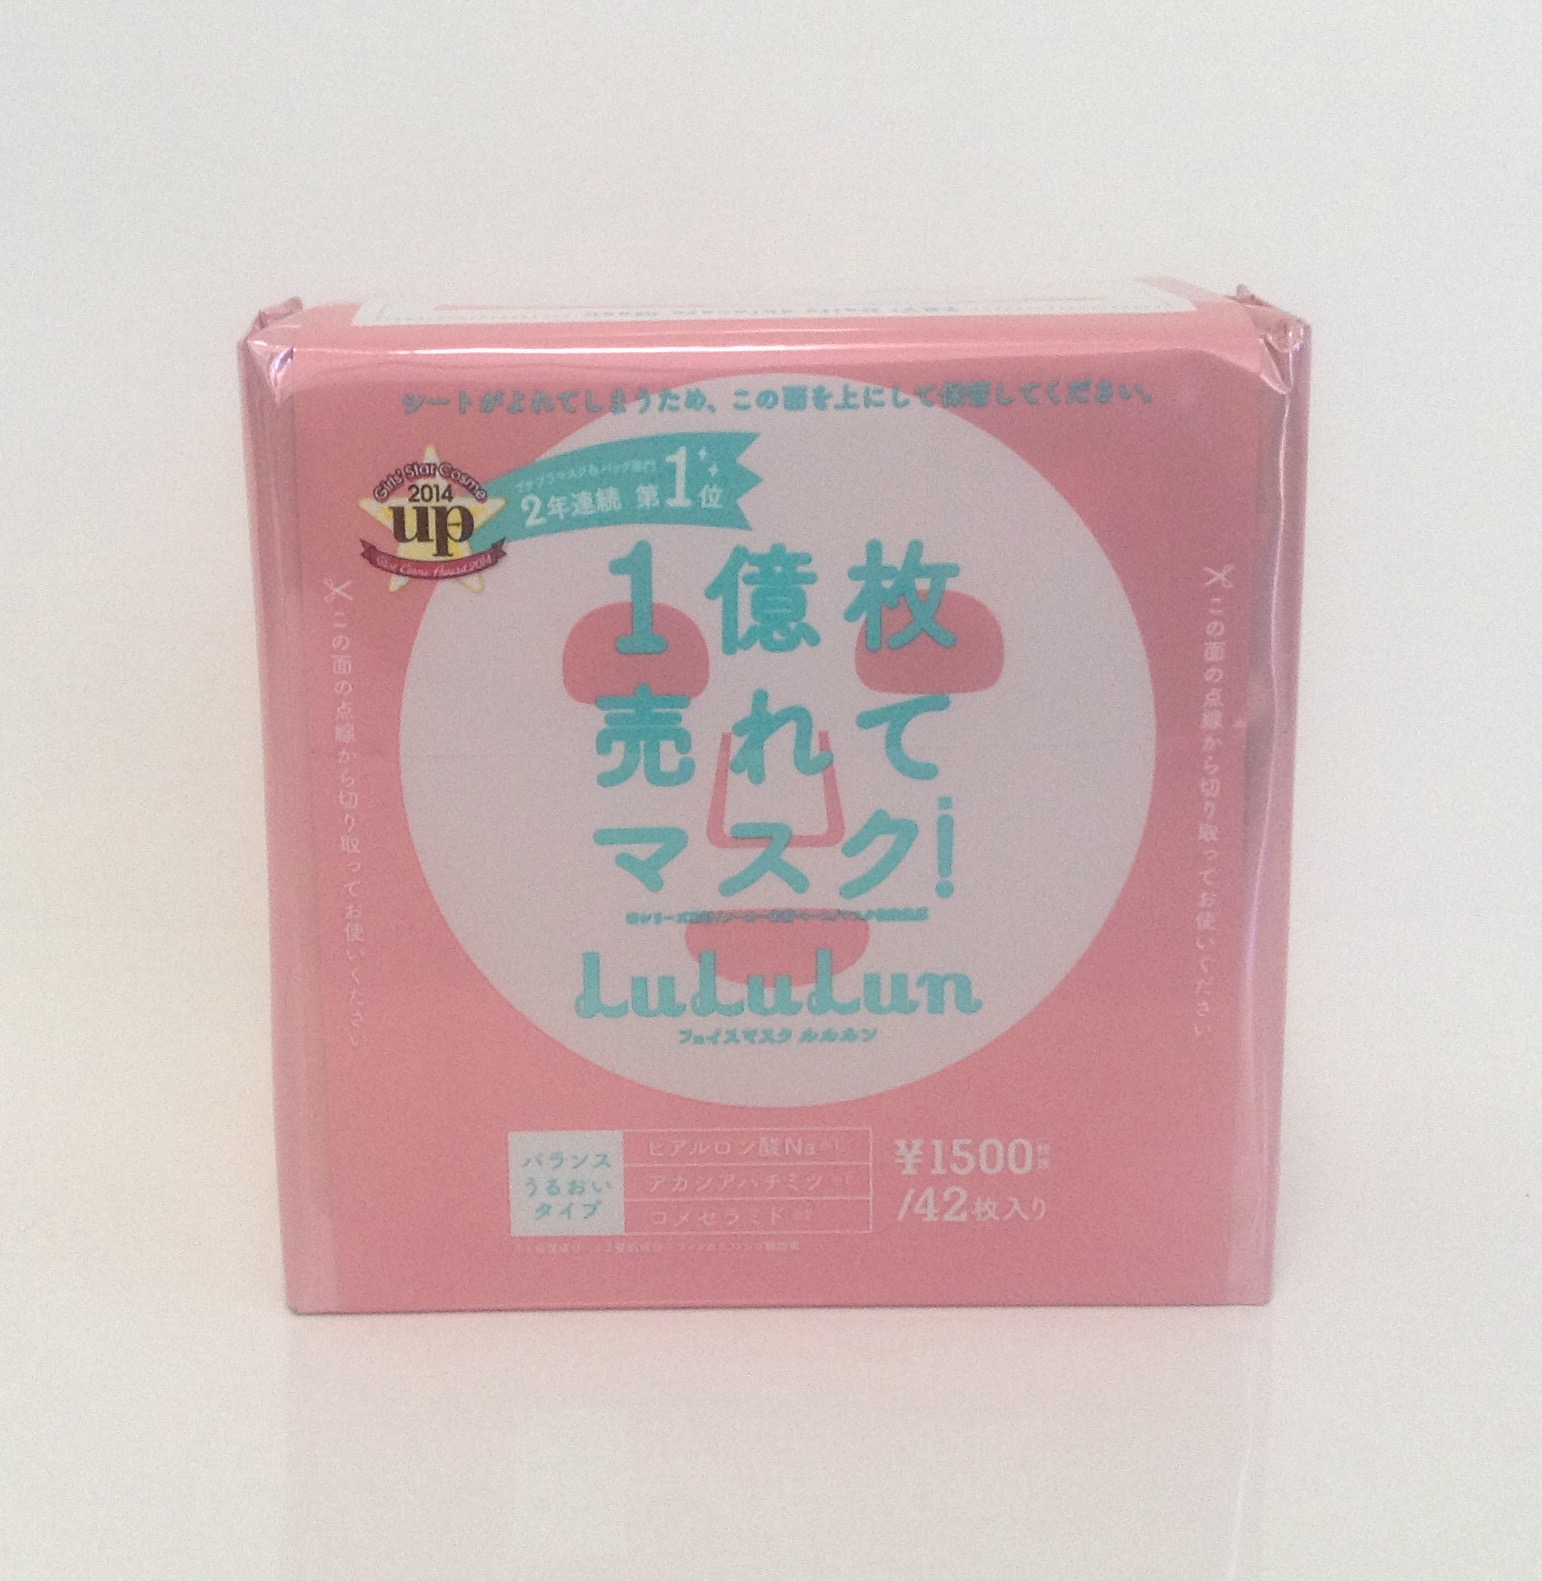 シートがよれてしまうため、この面を上にして保管してください。
Girls' Star Cosme
2014
up
Best Cosme Award 2014
2年連続 第1位
1億枚
売れて
マスク!
LuLuLun
フェイスマスク ルルルン
この面の点線から切り取ってお使いください
この面の点線から切り取ってお使いください
バランス
うるおい
タイプ
ヒアルロン酸Na ※1
アカシアハチミツ ※1
コメセラミド ※2
¥1500
/42枚入り